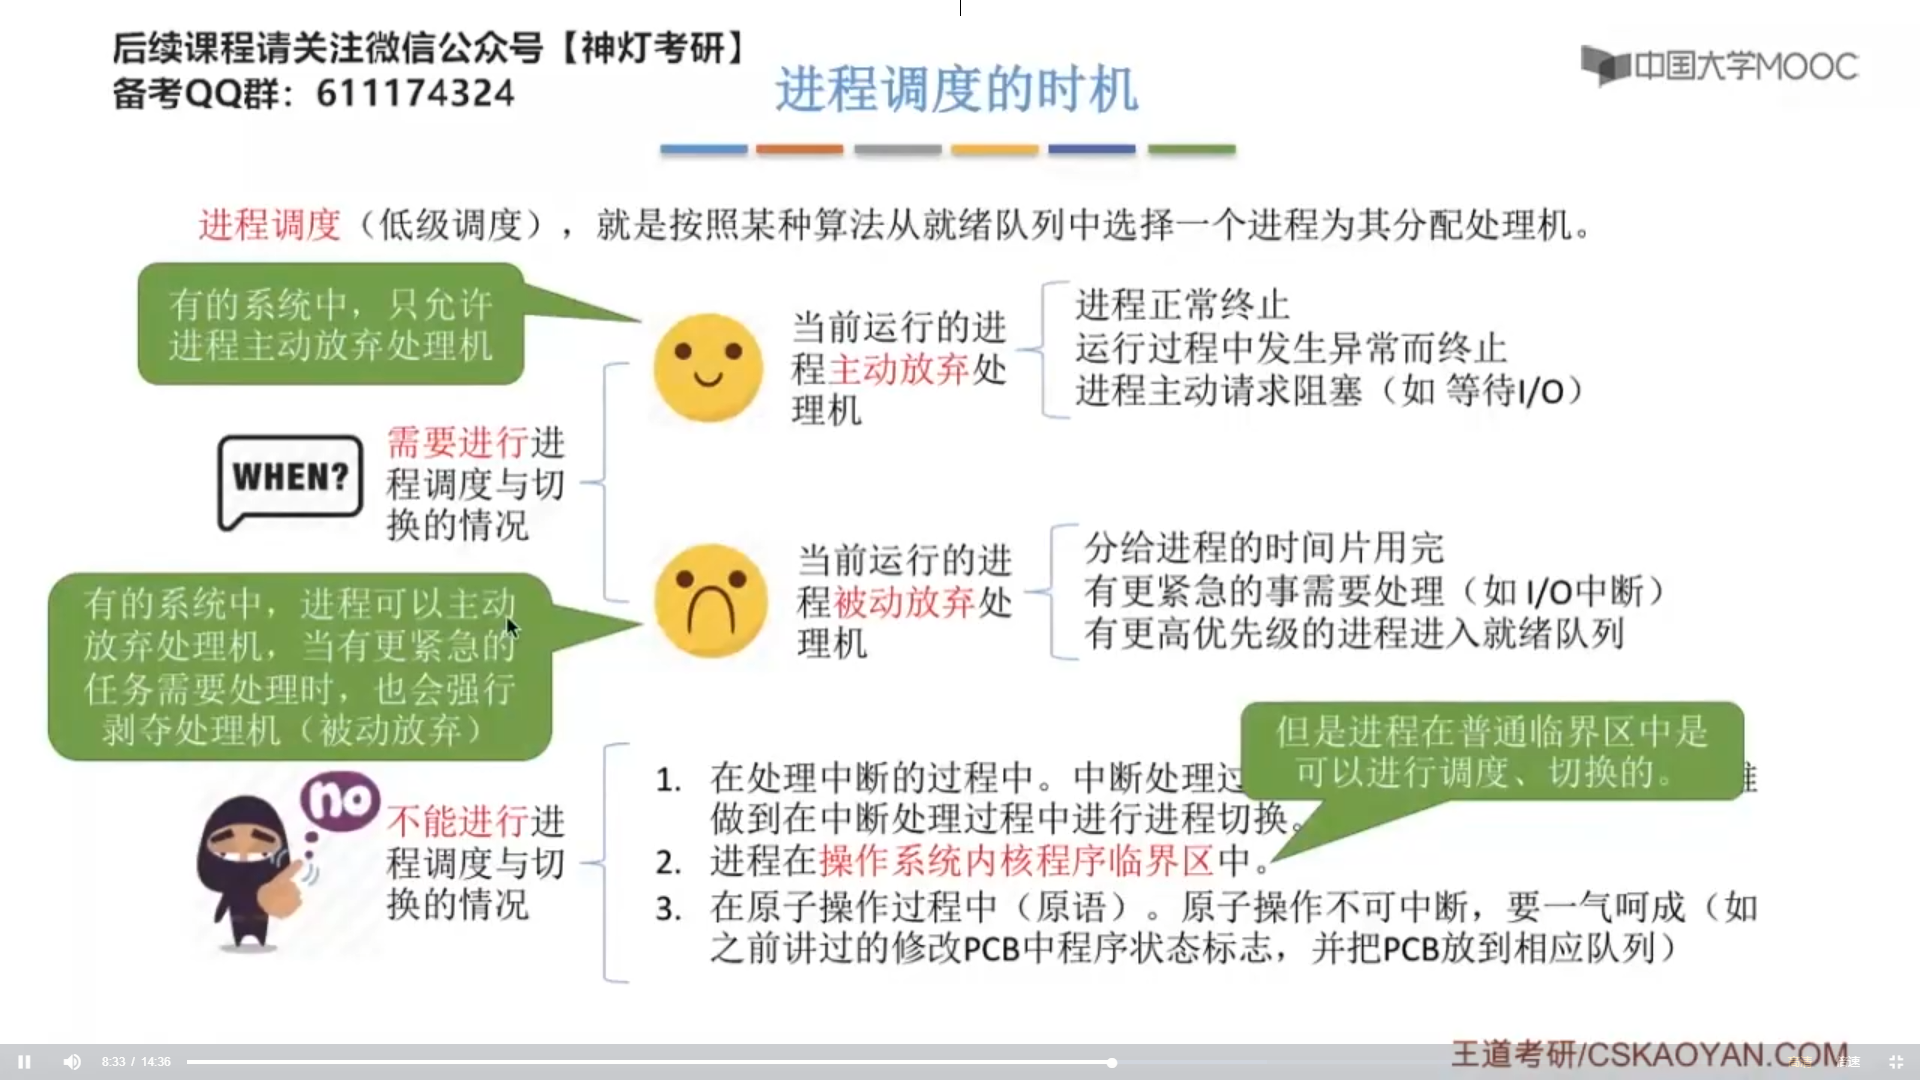 后续课程请关注微信公众号【神灯考研】
备考QQ群：611174324
中国大学MOOC
进程调度的时机
进程调度（低级调度），就是按照某种算法从就绪队列中选择一个进程为其分配处理机。
有的系统中，只允许
进程主动放弃处理机
当前运行的进
程主动放弃处
理机
进程正常终止
运行过程中发生异常而终止
进程主动请求阻塞（如 等待I/O）
WHEN?
需要进行进
程调度与切
换的情况
当前运行的进
程被动放弃处
理机
分给进程的时间片用完
有更紧急的事需要处理（如 I/O中断）
有更高优先级的进程进入就绪队列
有的系统中，进程可以主动
放弃处理机，当有更紧急的
任务需要处理时，也会强行
剥夺处理机（被动放弃）
但是进程在普通临界区中是
可以进行调度、切换的。
no
不能进行进
程调度与切
换的情况
1. 在处理中断的过程中。中断处理过
做到在中断处理过程中进行进程切换。
2. 进程在操作系统内核程序临界区中。
3. 在原子操作过程中（原语）。原子操作不可中断，要一气呵成（如
之前讲过的修改PCB中程序状态标志，并把PCB放到相应队列）
王道考研/CSKAOYAN.COM
8:33 / 14:36